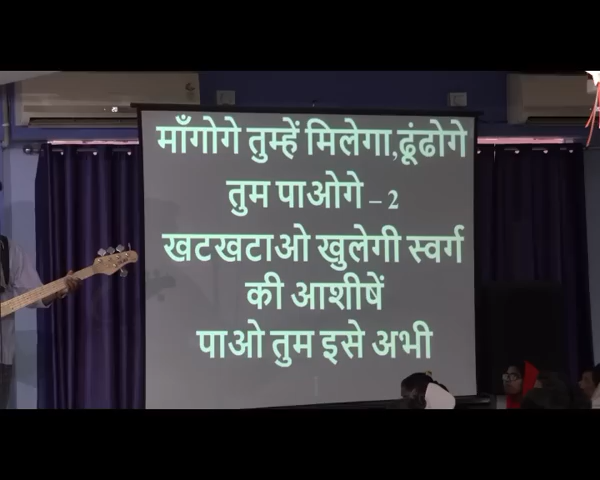 माँगोगे तुम्हें मिलेगा,ढूंढोगे
तुम पाओगे – 2
खटखटाओ खुलेगी स्वर्ग
की आशीषें
पाओ तुम इसे अभी